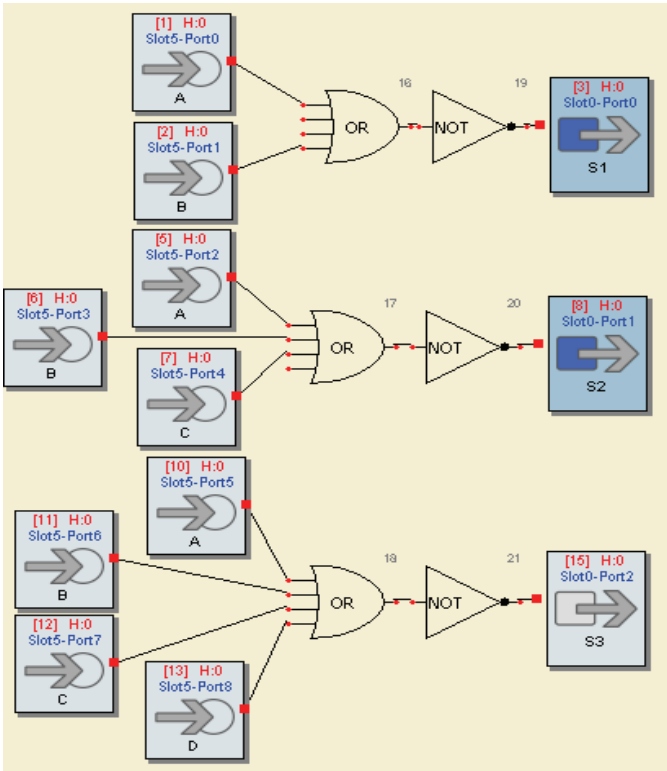 [1] H:0
Slot5-Port0
A
[2] H:0
Slot5-Port1
B
16
OR
19
NOT
[3] H:0
Slot0-Port0
S1
[5] H:0
Slot5-Port2
A
[6] H:0
Slot5-Port3
B
[7] H:0
Slot5-Port4
C
17
OR
20
NOT
[8] H:0
Slot0-Port1
S2
[10] H:0
Slot5-Port5
A
[11] H:0
Slot5-Port6
B
[12] H:0
Slot5-Port7
C
[13] H:0
Slot5-Port8
D
18
OR
21
NOT
[15] H:0
Slot0-Port2
S3